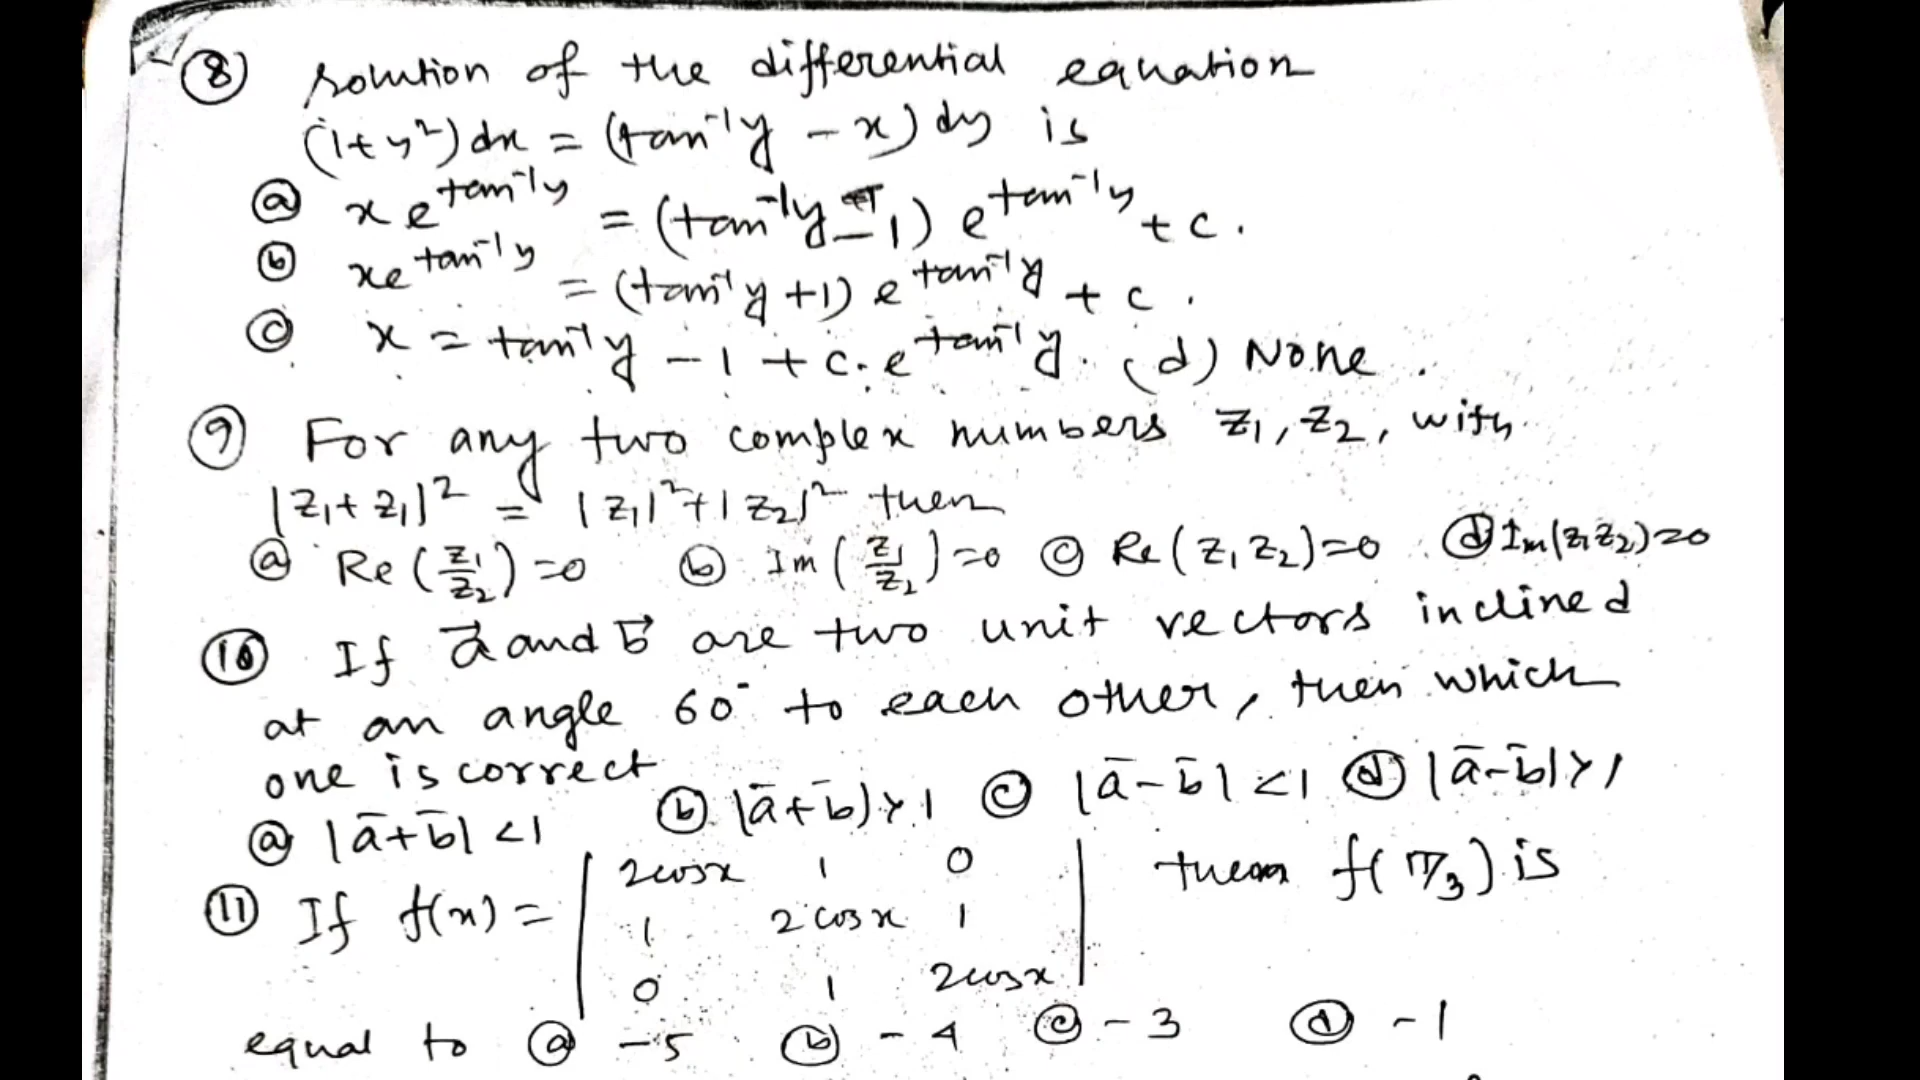 ⑧ solution of the differential equation
(1+y²)dx = (tan⁻¹y - x) dy is
ⓐ x e^{tan⁻¹y} = (tan⁻¹y - 1) e^{tan⁻¹y} + c.
ⓑ xe^{tan⁻¹y} = (tan⁻¹y +1) e^{tan⁻¹y} + c.
ⓒ x = tan⁻¹y - 1 + c. e^{tan⁻¹y}. (d) None.
⑨ For any two complex numbers z₁, z₂, with
|z₁+z₁|² = |z₁|²+|z₂|² then
ⓐ Re(z₁/z₂)=0 ⓑ Im(z₁/z₂)=0 ⓒ Re(z₁z₂)=0 ⓓ Im(z₁z₂)=0
⑩ If a⃗ and b⃗ are two unit vectors inclined
at an angle 60° to each other, then which
one is correct
ⓐ |a̅+b̅| <1 ⓑ |a̅+b̅|>1 ⓒ |a̅-b̅| <1 ⓓ |a̅-b̅|>1
⑪ If f(x) = | 2cosx 1 0 | then f(π/3) is
| 1 2cosx 1 |
| 0 1 2cosx |
equal to ⓐ -5 ⓑ -4 ⓒ -3 ⓓ -1